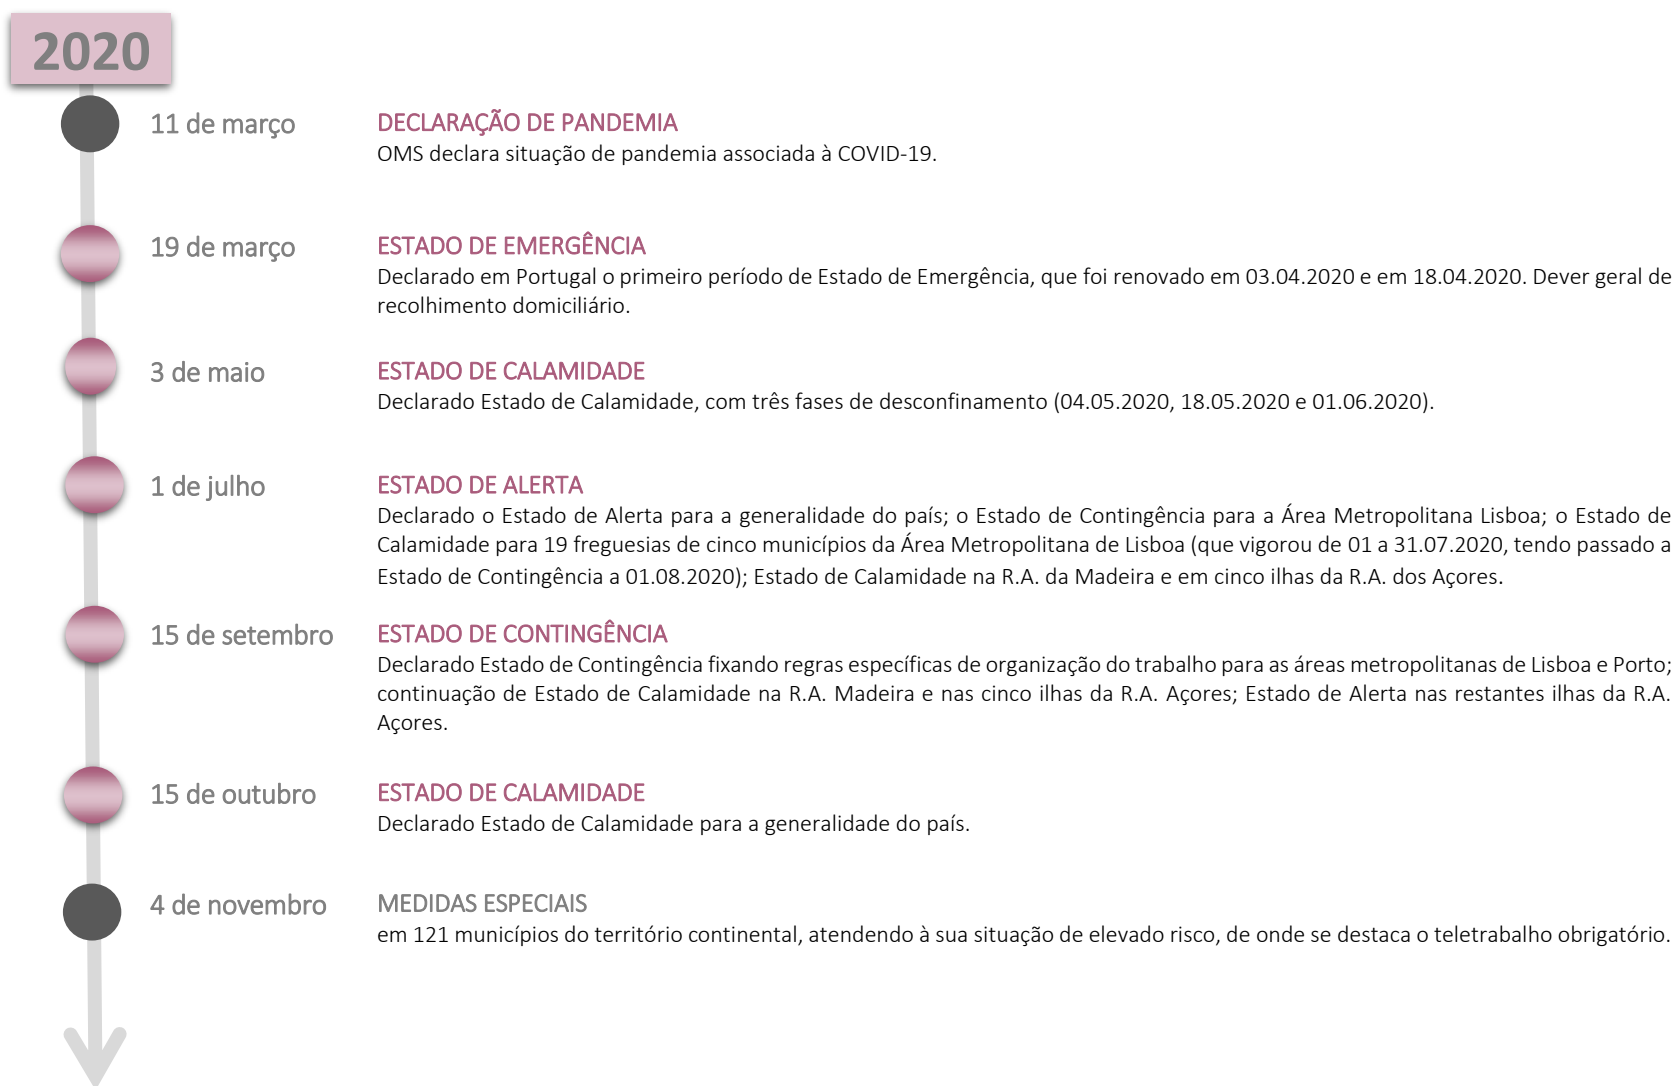 2020
11 de março
DECLARAÇÃO DE PANDEMIA
OMS declara situação de pandemia associada à COVID-19.
19 de março
ESTADO DE EMERGÊNCIA
Declarado em Portugal o primeiro período de Estado de Emergência, que foi renovado em 03.04.2020 e em 18.04.2020. Dever geral de
recolhimento domiciliário.
3 de maio
ESTADO DE CALAMIDADE
Declarado Estado de Calamidade, com três fases de desconfinamento (04.05.2020, 18.05.2020 e 01.06.2020).
1 de julho
ESTADO DE ALERTA
Declarado o Estado de Alerta para a generalidade do país; o Estado de Contingência para a Área Metropolitana Lisboa; o Estado de
Calamidade para 19 freguesias de cinco municípios da Área Metropolitana de Lisboa (que vigorou de 01 a 31.07.2020, tendo passado a
Estado de Contingência a 01.08.2020); Estado de Calamidade na R.A. da Madeira e em cinco ilhas da R.A. dos Açores.
15 de setembro
ESTADO DE CONTINGÊNCIA
Declarado Estado de Contingência fixando regras específicas de organização do trabalho para as áreas metropolitanas de Lisboa e Porto;
continuação de Estado de Calamidade na R.A. Madeira e nas cinco ilhas da R.A. Açores; Estado de Alerta nas restantes ilhas da R.A.
Açores.
15 de outubro
ESTADO DE CALAMIDADE
Declarado Estado de Calamidade para a generalidade do país.
4 de novembro
MEDIDAS ESPECIAIS
em 121 municípios do território continental, atendendo à sua situação de elevado risco, de onde se destaca o teletrabalho obrigatório.